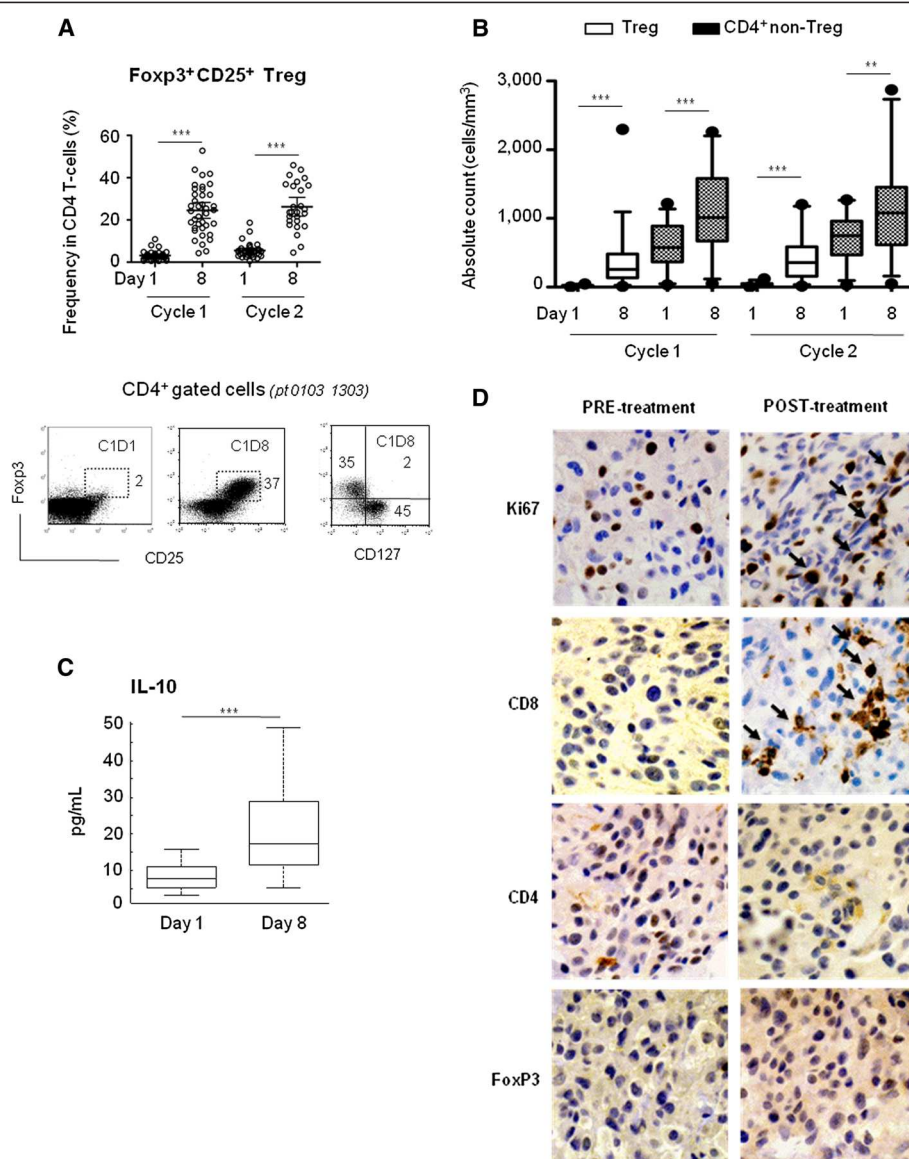 A
Foxp3+CD25+ Treg
Frequency in CD4 T-cells (%)
60
40
20
0
***
***
Day 1 8 1 8
Cycle 1 Cycle 2
CD4+ gated cells (pt 0103 1303)
Foxp3
C1D1
2
C1D8
37
C1D8
35 2
45
CD25 CD127
B
Treg CD4+ non-Treg
Absolute count (cells/mm3)
3,000
2,000
1,000
0
***
***
***
**
Day 1 8 1 8 1 8 1 8
Cycle 1 Cycle 2
C
IL-10
pg/mL
50
40
30
20
10
0
***
Day 1 Day 8
D
PRE-treatment POST-treatment
Ki67
CD8
CD4
FoxP3